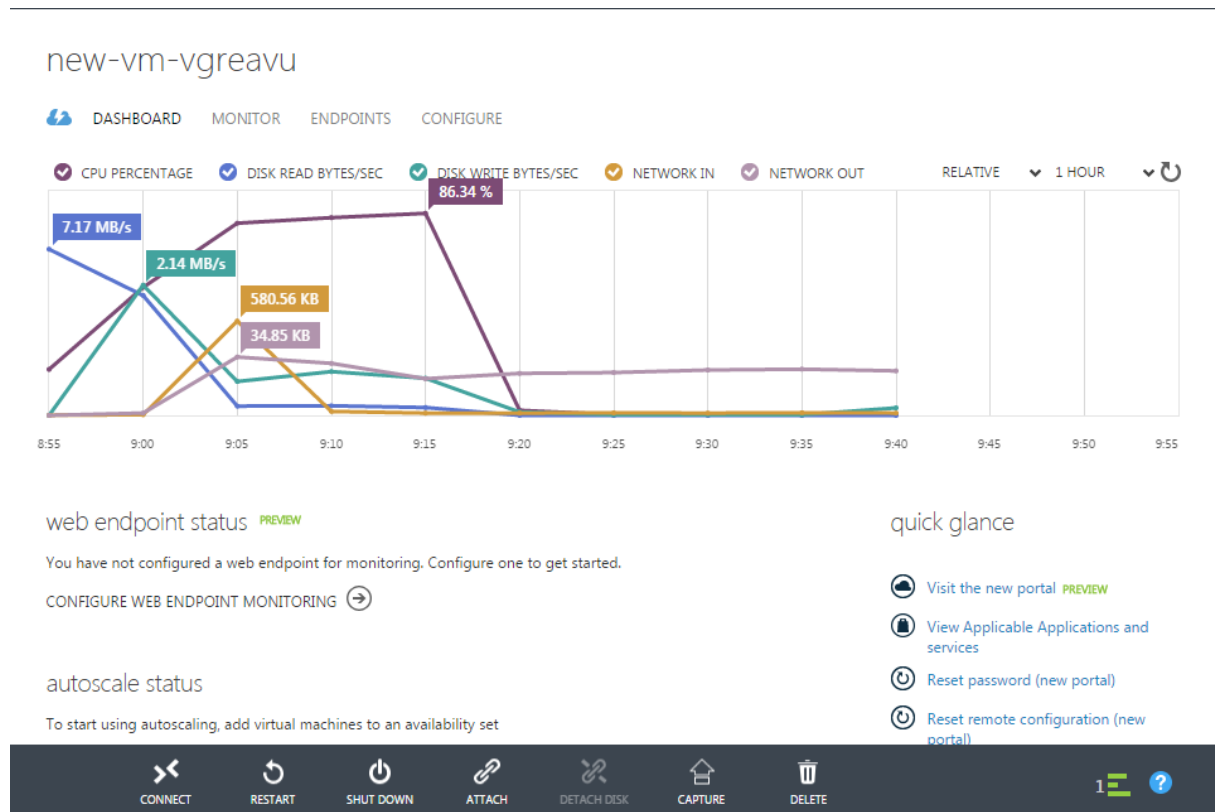 new-vm-vgreavu
DASHBOARD MONITOR ENDPOINTS CONFIGURE
CPU PERCENTAGE DISK READ BYTES/SEC DISK WRITE BYTES/SEC NETWORK IN NETWORK OUT RELATIVE 1 HOUR
86.34 %
7.17 MB/s
2.14 MB/s
580.56 KB
34.85 KB
8:55 9:00 9:05 9:10 9:15 9:20 9:25 9:30 9:35 9:40 9:45 9:50 9:55
web endpoint status PREVIEW
You have not configured a web endpoint for monitoring. Configure one to get started.
CONFIGURE WEB ENDPOINT MONITORING
autoscale status
To start using autoscaling, add virtual machines to an availability set
quick glance
Visit the new portal PREVIEW
View Applicable Applications and
services
Reset password (new portal)
Reset remote configuration (new
portal)
CONNECT RESTART SHUT DOWN ATTACH DETACH DISK CAPTURE DELETE 1 ?